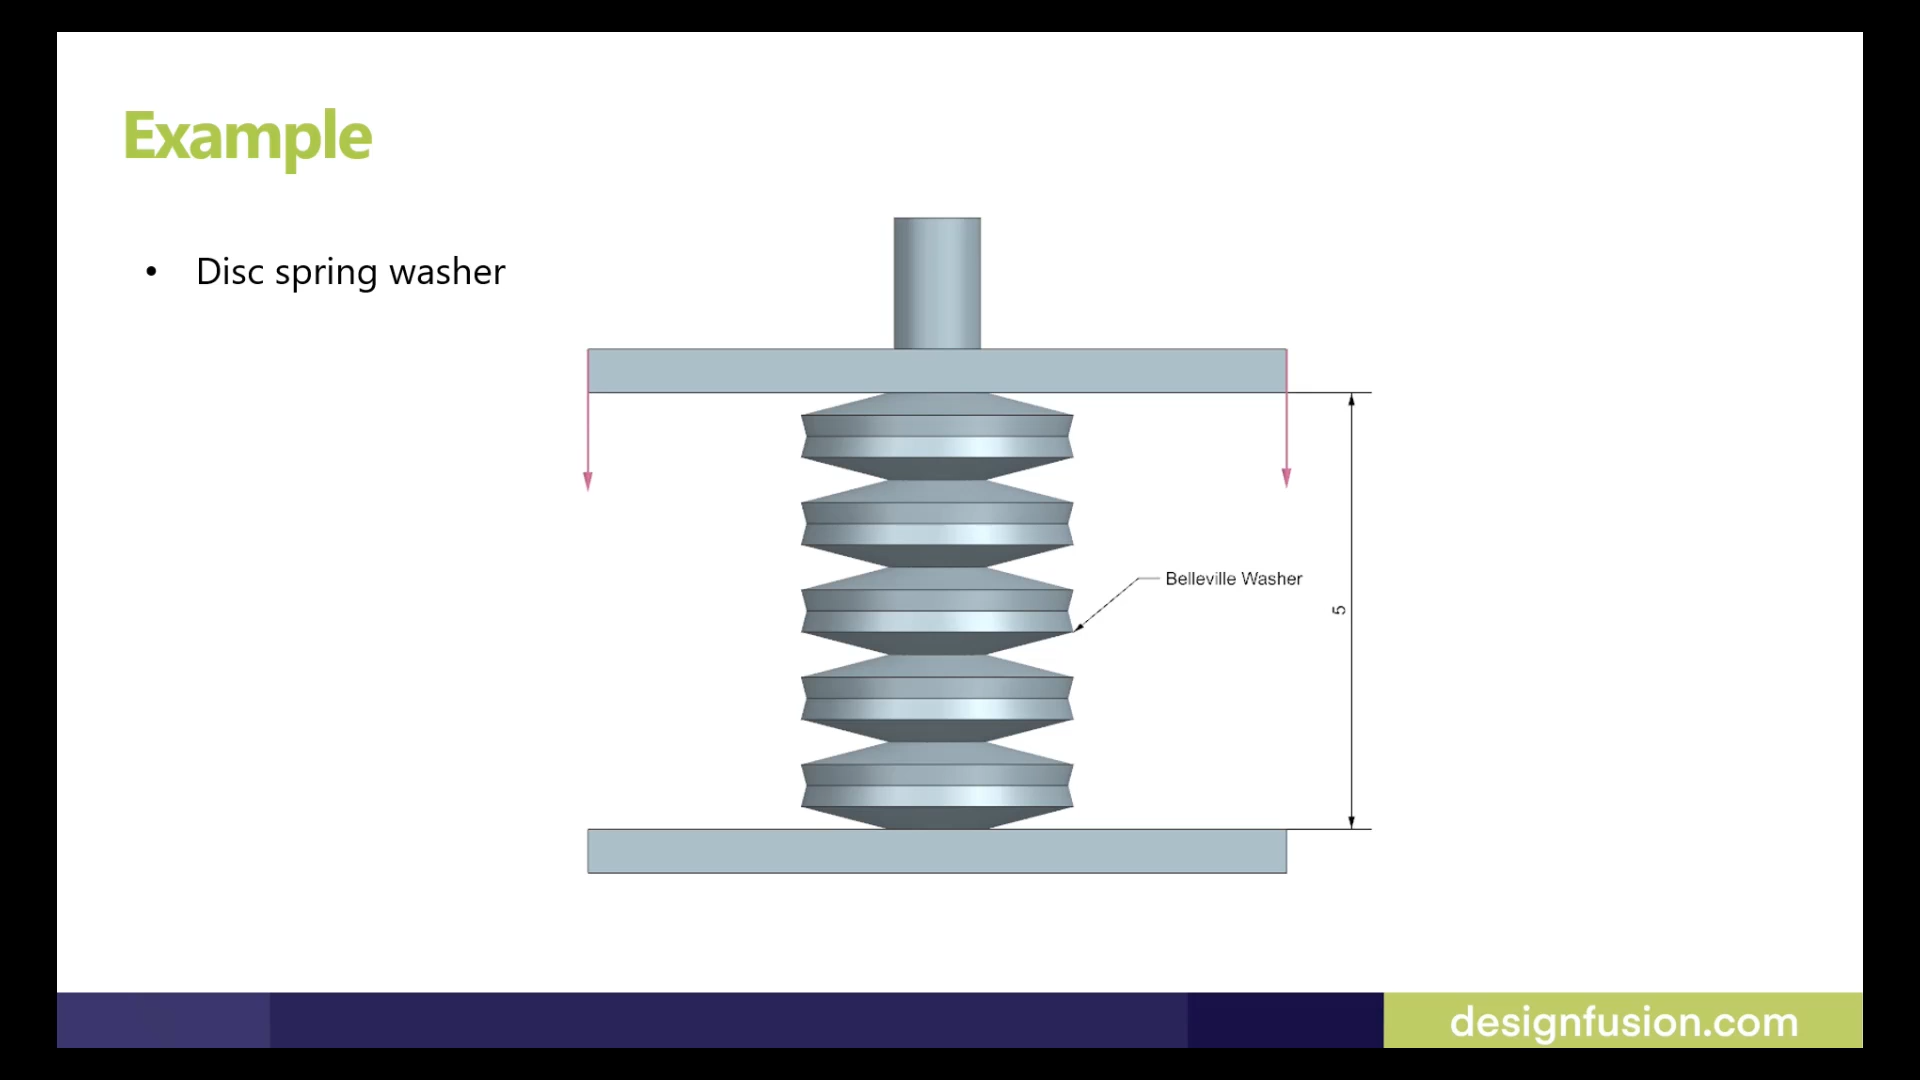 Example
• Disc spring washer
Belleville Washer
5
designfusion.com